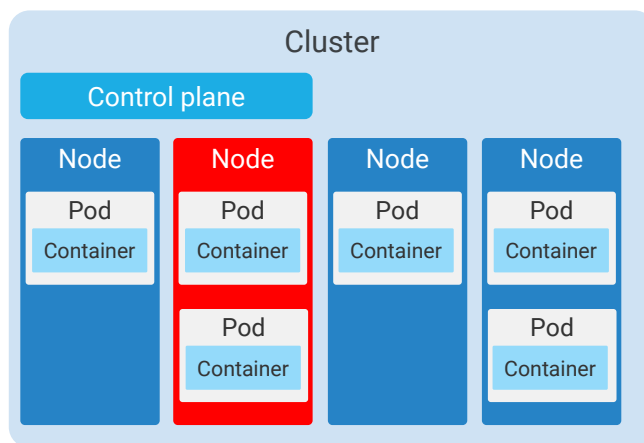 Cluster
Control plane
Node
Pod
Container
Node
Pod
Container
Pod
Container
Node
Pod
Container
Node
Pod
Container
Pod
Container